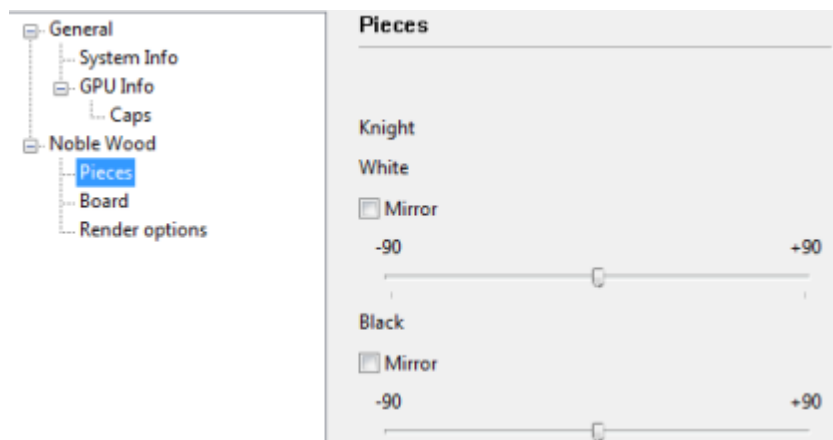 General
System Info
GPU Info
Caps
Noble Wood
Pieces
Board
Render options
Pieces
Knight
White
Mirror
-90 +90
Black
Mirror
-90 +90